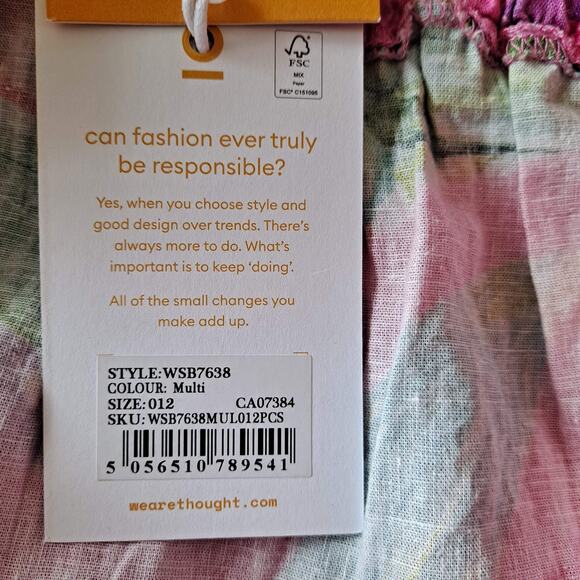 FSC
MIX
Paper
FSC® C151095
can fashion ever truly
be responsible?
Yes, when you choose style and
good design over trends. There's
always more to do. What's
important is to keep 'doing'.
All of the small changes you
make add up.
STYLE:WSB7638
COLOUR: Multi
SIZE:012 CA07384
SKU:WSB7638MUL012PCS
5 056510 789541
wearethought.com